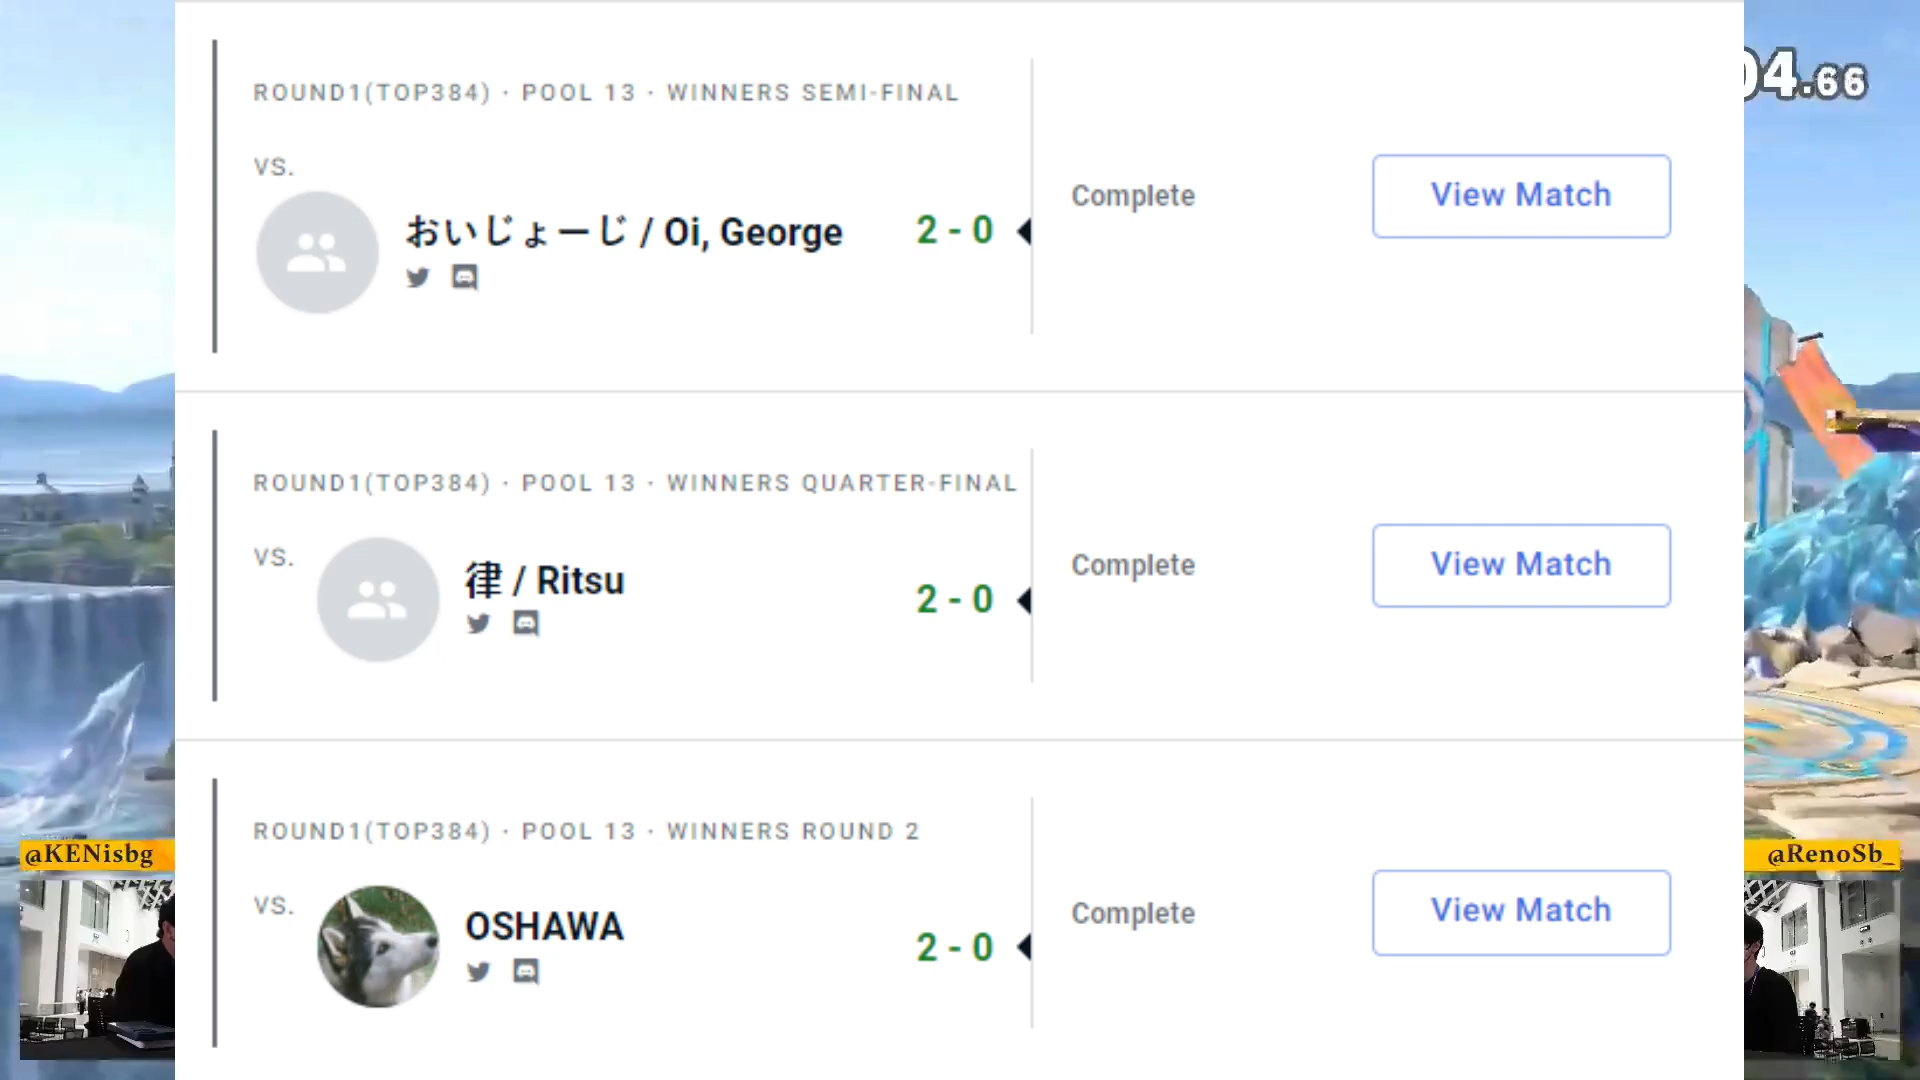 04.66
ROUND1(TOP384) · POOL 13 · WINNERS SEMI-FINAL
VS.
おいじょーじ / Oi, George
2 - 0
Complete
View Match
ROUND1(TOP384) · POOL 13 · WINNERS QUARTER-FINAL
VS.
律 / Ritsu
2 - 0
Complete
View Match
ROUND1(TOP384) · POOL 13 · WINNERS ROUND 2
VS.
OSHAWA
2 - 0
Complete
View Match
@KENisbg
@RenoSb_